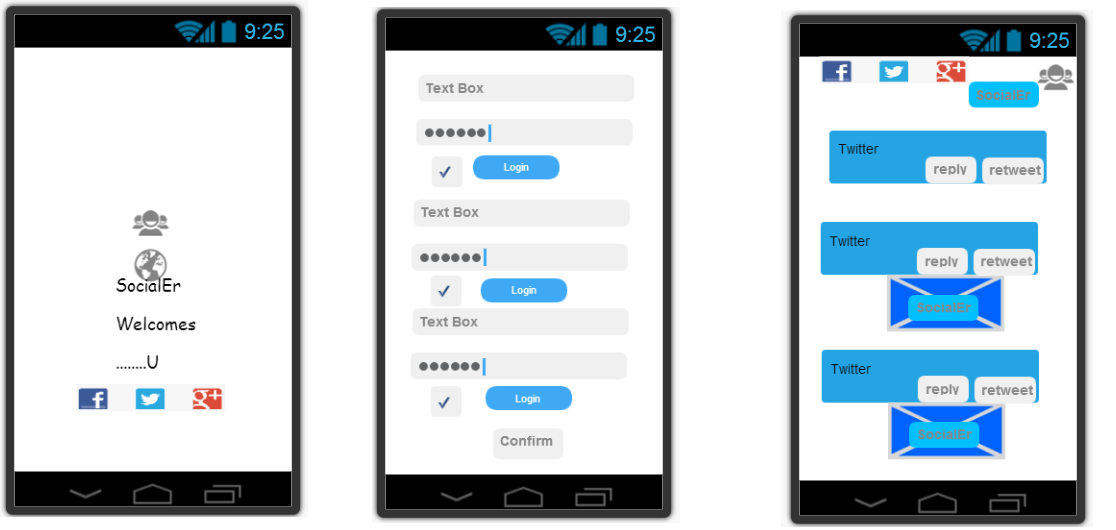 9:25
SocialEr
Welcomes
........U
f
g+
9:25
Text Box
Login
Text Box
Login
Text Box
Login
Confirm
9:25
f
g+
SocialEr
Twitter
reply
retweet
Twitter
reply
retweet
SocialEr
Twitter
reply
retweet
SocialEr